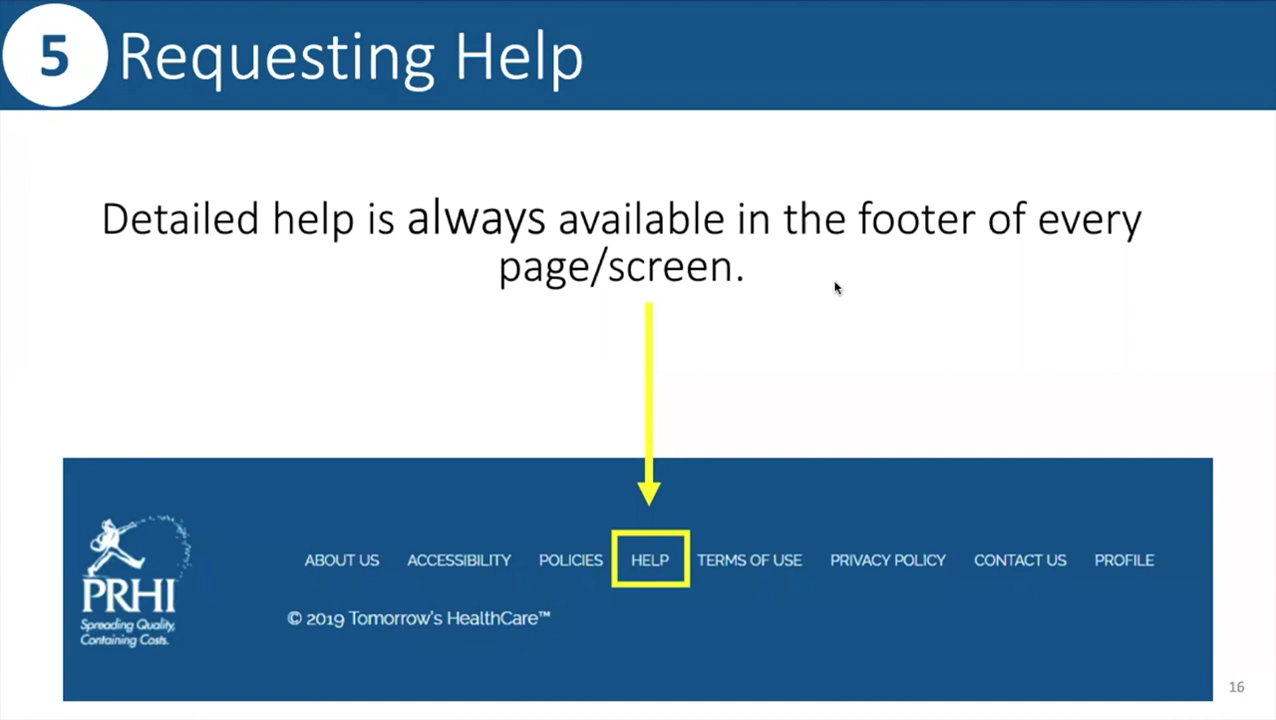 5 Requesting Help
Detailed help is always available in the footer of every
page/screen.
ABOUT US ACCESSIBILITY POLICIES HELP TERMS OF USE PRIVACY POLICY CONTACT US PROFILE
PRHI
Spreading Quality,
Containing Costs.
© 2019 Tomorrow's HealthCare™
16